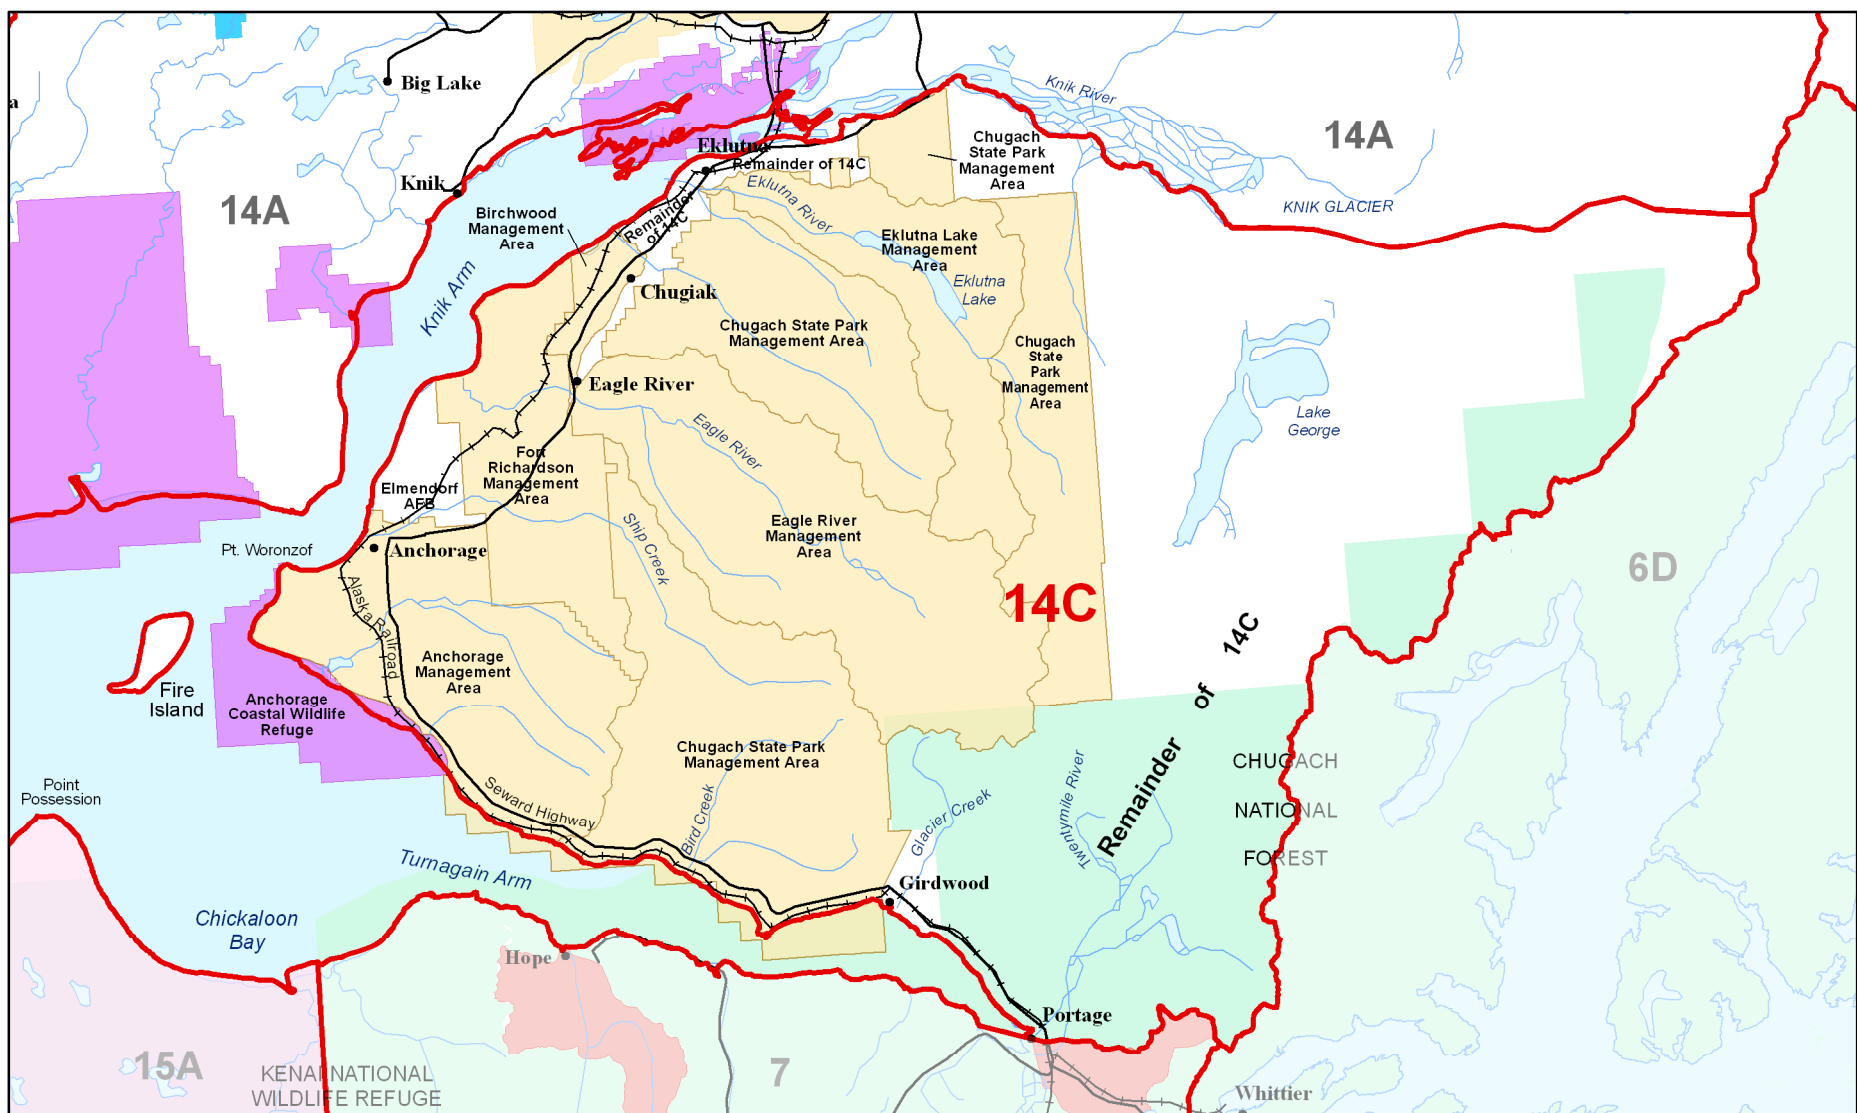 Big Lake
a
Knik River
14A
Chugach
State Park
Management
Area
Eklutna
Remainder of 14C
Knik
14A
Eklutna River
KNIK GLACIER
Birchwood
Management
Area
Remainder
of 14C
Eklutna Lake
Management
Area
Knik Arm
Chugiak
Eklutna
Lake
Chugach State Park
Management Area
Chugach
State
Park
Management
Area
Eagle River
Lake
George
Eagle River
Fort
Richardson
Management
Area
Elmendorf
AFB
Ship Creek
Eagle River
Management
Area
Pt. Woronzof
Anchorage
6D
14C
Alaska Railroad
Remainder of 14C
Anchorage
Management
Area
Fire
Island
Anchorage
Coastal Wildlife
Refuge
Chugach State Park
Management Area
CHUGACH
NATIONAL
FOREST
Point
Possession
Seward Highway
Bird Creek
Glacier Creek
Twentymile River
Turnagain Arm
Girdwood
Chickaloon
Bay
Hope
Portage
15A
KENAI NATIONAL
WILDLIFE REFUGE
7
Whittier